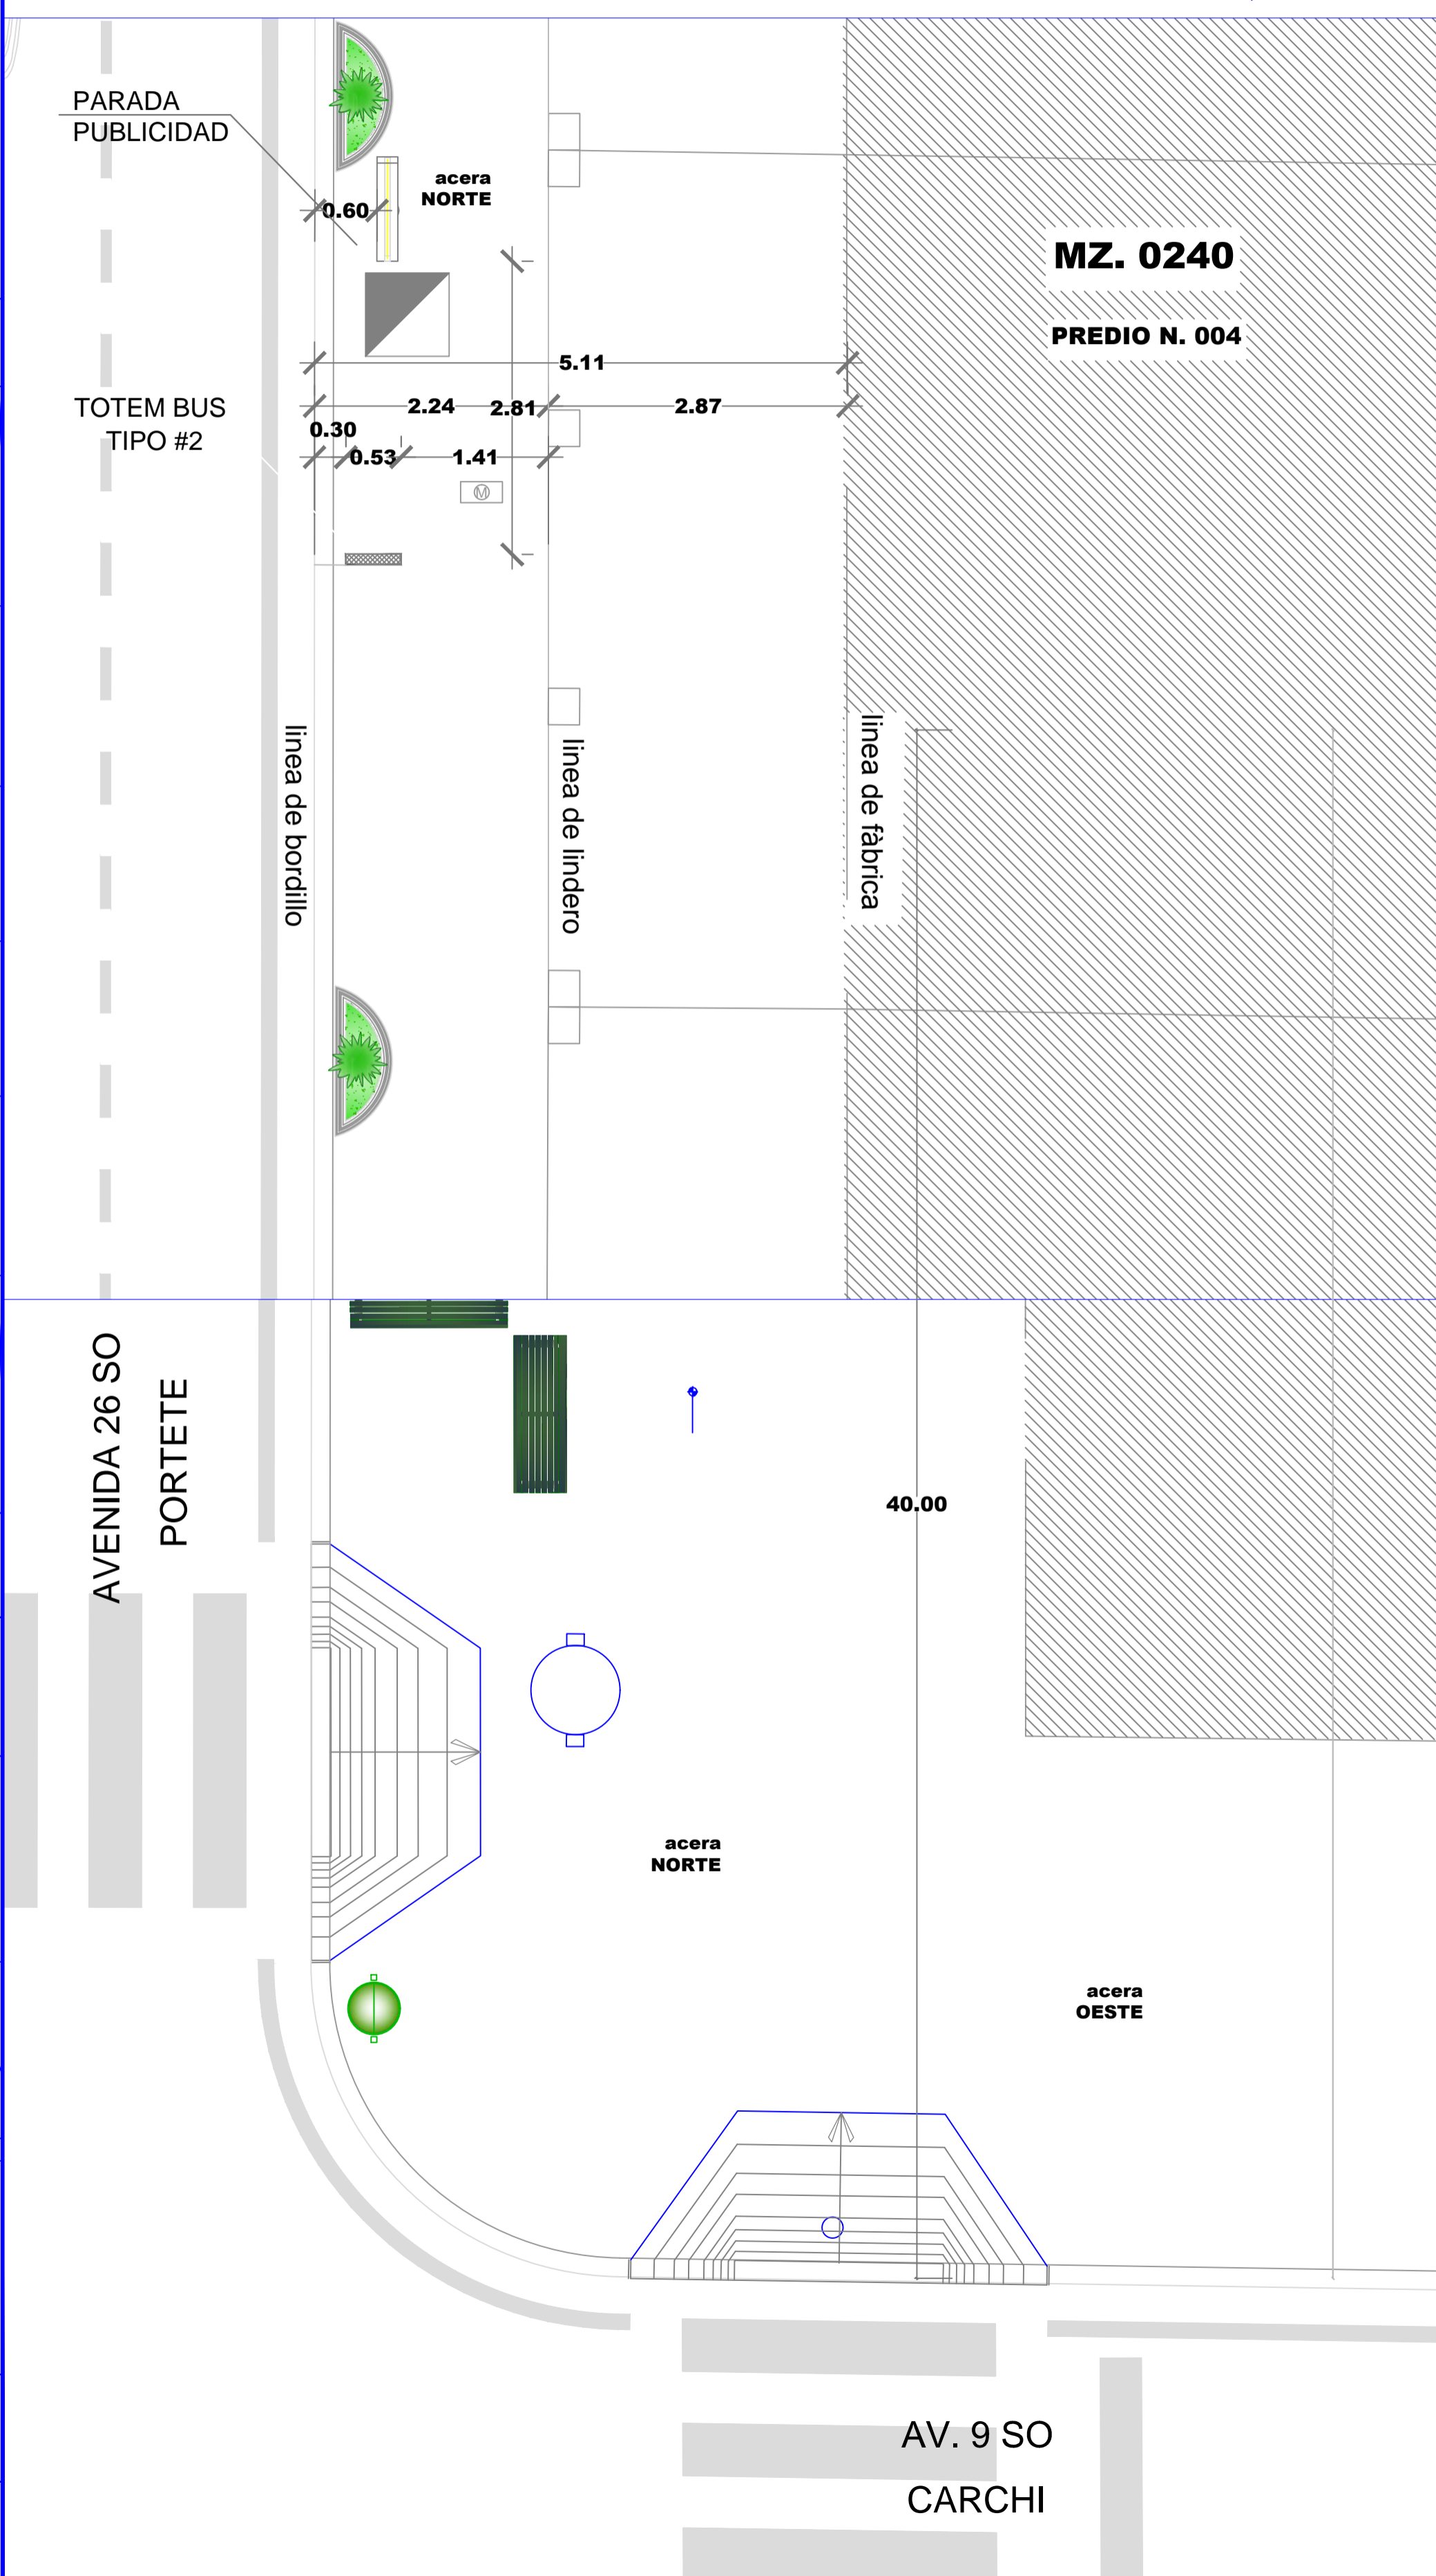 PARADA
PUBLICIDAD
acera
NORTE
0.60
MZ. 0240
PREDIO N. 004
5.11
TOTEM BUS
TIPO #2
2.24
2.81
2.87
0.30
0.53
1.41
M
linea de bordillo
linea de lindero
linea de fàbrica
AVENIDA 26 SO
PORTETE
40.00
acera
NORTE
acera
OESTE
AV. 9 SO
CARCHI